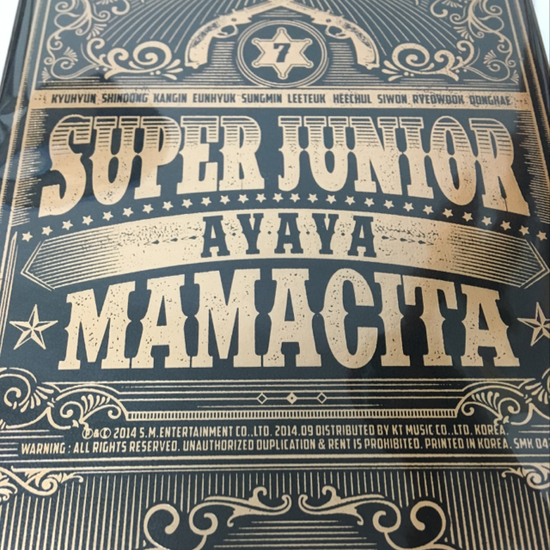 7
KYUHYUN SHINDONG KANGIN EUNHYUK SUNGMIN LEETEUK HEECHUL SIWON RYEOWOOK DONGHAE
SUPER JUNIOR
AYAYA
MAMACITA
Ⓟ&© 2014 S.M.ENTERTAINMENT CO.,LTD. 2014.09 DISTRIBUTED BY KT MUSIC CO.,LTD, KOREA.
WARNING : ALL RIGHTS RESERVED. UNAUTHORIZED DUPLICATION & RENT IS PROHIBITED. PRINTED IN KOREA. SMK 04